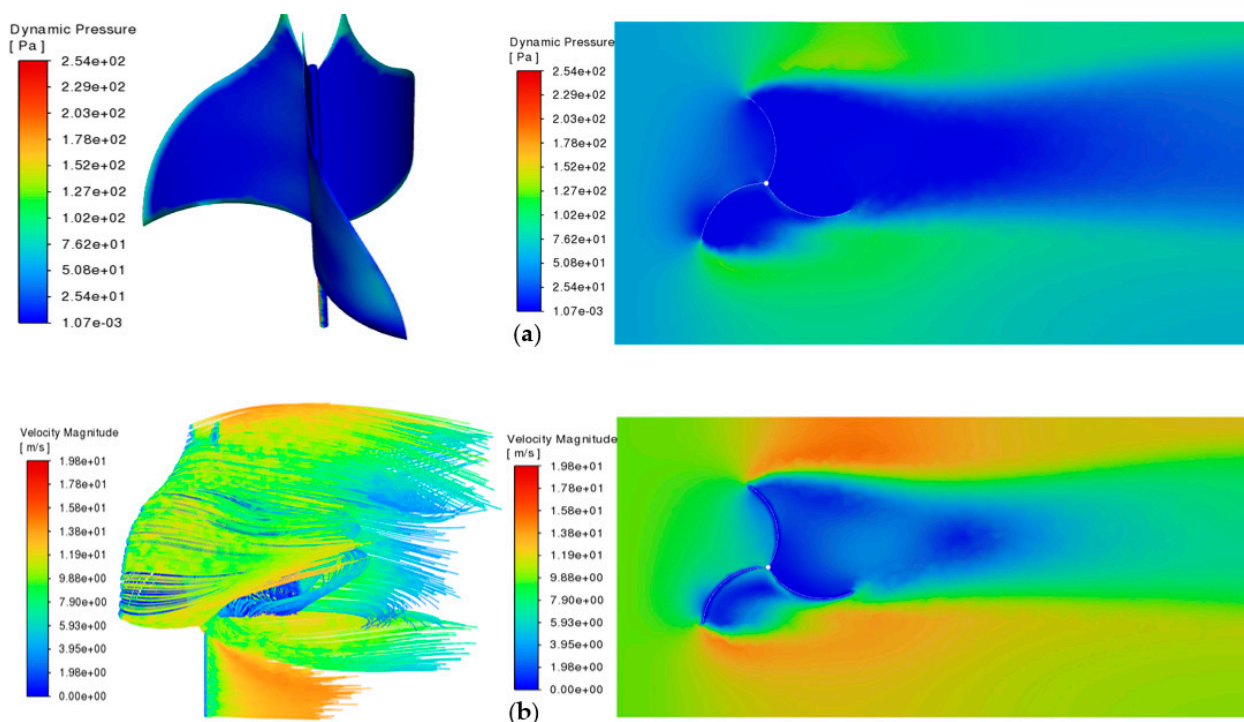 Dynamic Pressure
[ Pa ]
2.54e+02
2.29e+02
2.03e+02
1.78e+02
1.52e+02
1.27e+02
1.02e+02
7.62e+01
5.08e+01
2.54e+01
1.07e-03
Dynamic Pressure
[ Pa ]
2.54e+02
2.29e+02
2.03e+02
1.78e+02
1.52e+02
1.27e+02
1.02e+02
7.62e+01
5.08e+01
2.54e+01
1.07e-03
(a)
Velocity Magnitude
[ m/s ]
1.98e+01
1.78e+01
1.58e+01
1.38e+01
1.19e+01
9.88e+00
7.90e+00
5.93e+00
3.95e+00
1.98e+00
0.00e+00
Velocity Magnitude
[ m/s ]
1.98e+01
1.78e+01
1.58e+01
1.38e+01
1.19e+01
9.88e+00
7.90e+00
5.93e+00
3.95e+00
1.98e+00
0.00e+00
(b)